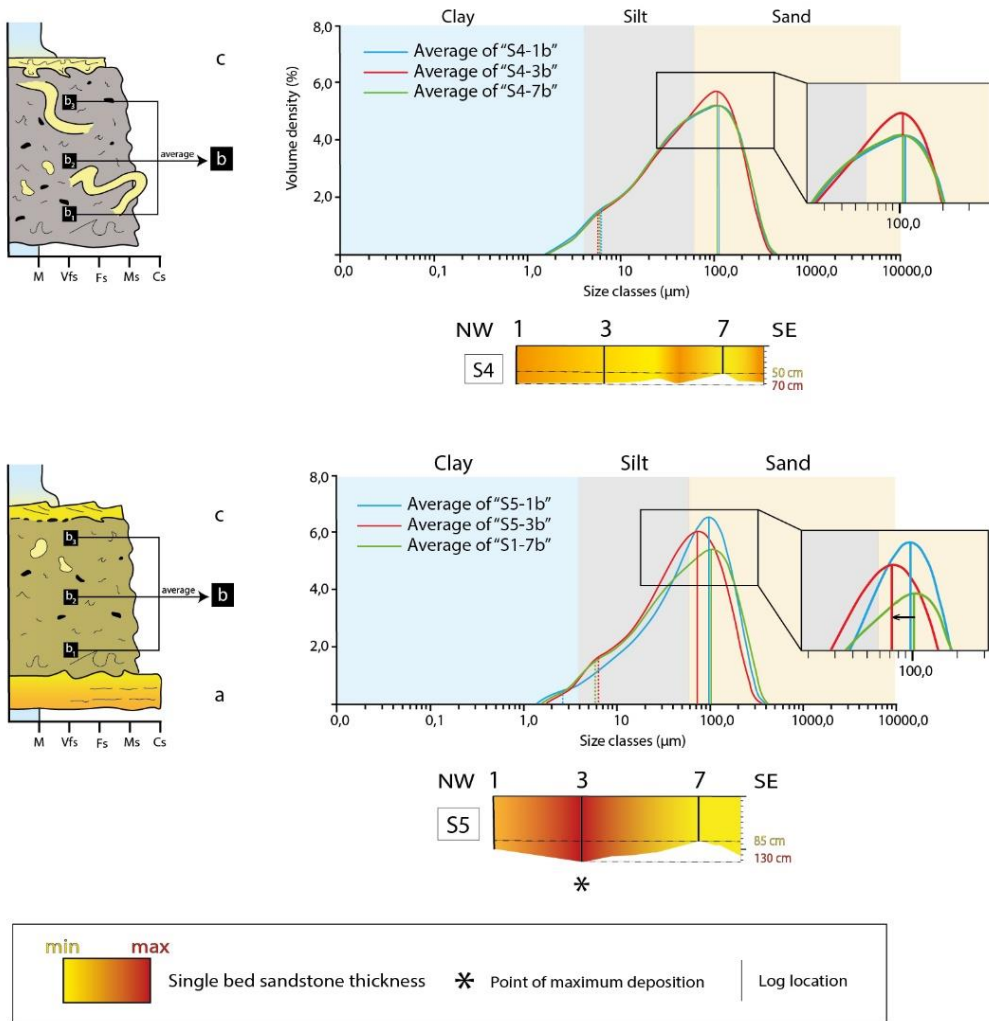 Clay Silt Sand
8,0
6,0
4,0
2,0
Volume density (%)
Average of “S4-1b”
Average of “S4-3b”
Average of “S4-7b”
100,0
0,0 0,1 1,0 10 100,0 1000,0 10000,0
Size classes (µm)
c
b3
b2
b1
average
b
M Vfs Fs Ms Cs
NW 1 3 7 SE
S4
50 cm
70 cm
Clay Silt Sand
8,0
6,0
4,0
2,0
Volume density (%)
Average of “S5-1b”
Average of “S5-3b”
Average of “S1-7b”
100,0
0,0 0,1 1,0 10 100,0 1000,0 10000,0
Size classes (µm)
c
b3
b2
b1
average
b
a
M Vfs Fs Ms Cs
NW 1 3 7 SE
S5
85 cm
130 cm
*
min max
Single bed sandstone thickness
* Point of maximum deposition
Log location